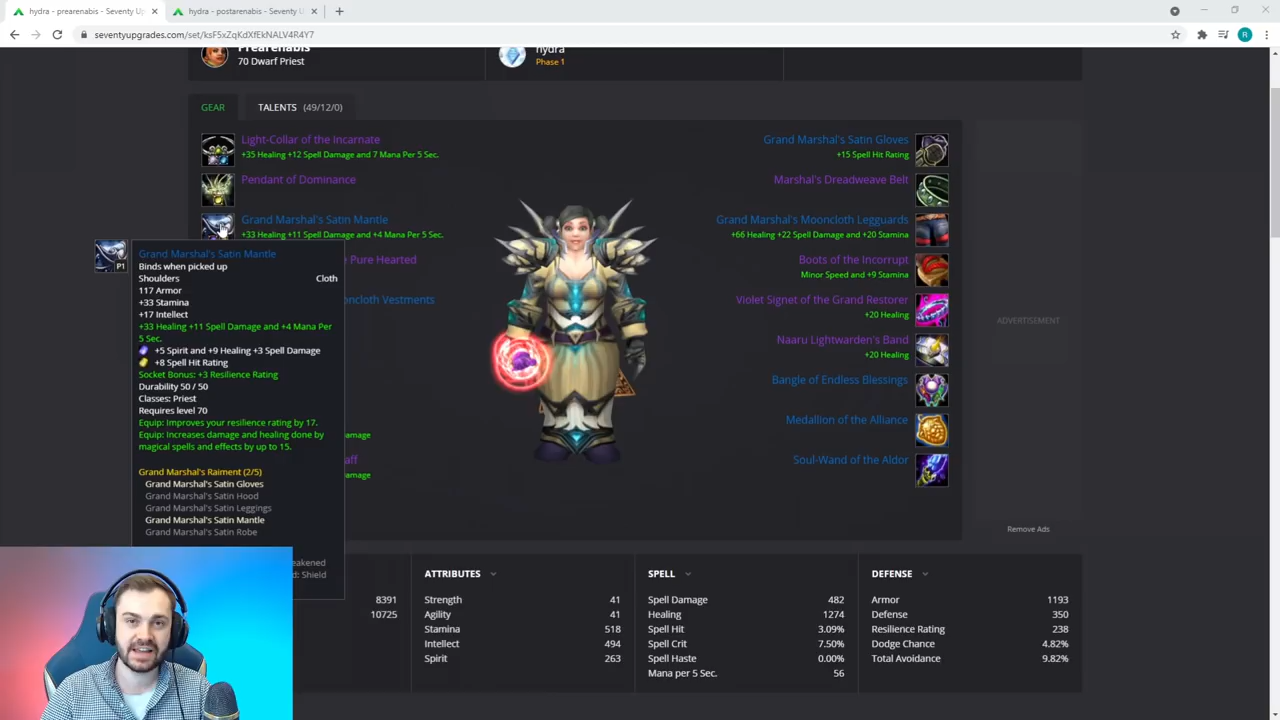 hydra - prearenabis - Seventy Up
hydra - postarenabis - Seventy U
seventyupgrades.com/set/ksF5xZqKdXfEkNALV4R4Y7
R
Prearenabis
70 Dwarf Priest
hydra
Phase 1
GEAR
TALENTS (49/12/0)
Light-Collar of the Incarnate
+35 Healing +12 Spell Damage and 7 Mana Per 5 Sec.
Pendant of Dominance
Grand Marshal's Satin Mantle
+33 Healing +11 Spell Damage and +4 Mana Per 5 Sec.
e Pure Hearted
oncloth Vestments
amage
aff
amage
P1
Grand Marshal's Satin Mantle
Binds when picked up
Shoulders Cloth
117 Armor
+33 Stamina
+17 Intellect
+33 Healing +11 Spell Damage and +4 Mana Per
5 Sec.
+5 Spirit and +9 Healing +3 Spell Damage
+8 Spell Hit Rating
Socket Bonus: +3 Resilience Rating
Durability 50 / 50
Classes: Priest
Requires level 70
Equip: Improves your resilience rating by 17.
Equip: Increases damage and healing done by
magical spells and effects by up to 15.
Grand Marshal's Raiment (2/5)
Grand Marshal's Satin Gloves
Grand Marshal's Satin Hood
Grand Marshal's Satin Leggings
Grand Marshal's Satin Mantle
Grand Marshal's Satin Robe
eakened
d: Shield
Grand Marshal's Satin Gloves
+15 Spell Hit Rating
Marshal's Dreadweave Belt
Grand Marshal's Mooncloth Legguards
+66 Healing +22 Spell Damage and +20 Stamina
Boots of the Incorrupt
Minor Speed and +9 Stamina
Violet Signet of the Grand Restorer
+20 Healing
Naaru Lightwarden's Band
+20 Healing
Bangle of Endless Blessings
Medallion of the Alliance
Soul-Wand of the Aldor
ADVERTISEMENT
Remove Ads
8391
10725
ATTRIBUTES
Strength 41
Agility 41
Stamina 518
Intellect 494
Spirit 263
SPELL
Spell Damage 482
Healing 1274
Spell Hit 3.09%
Spell Crit 7.50%
Spell Haste 0.00%
Mana per 5 Sec. 56
DEFENSE
Armor 1193
Defense 350
Resilience Rating 238
Dodge Chance 4.82%
Total Avoidance 9.82%